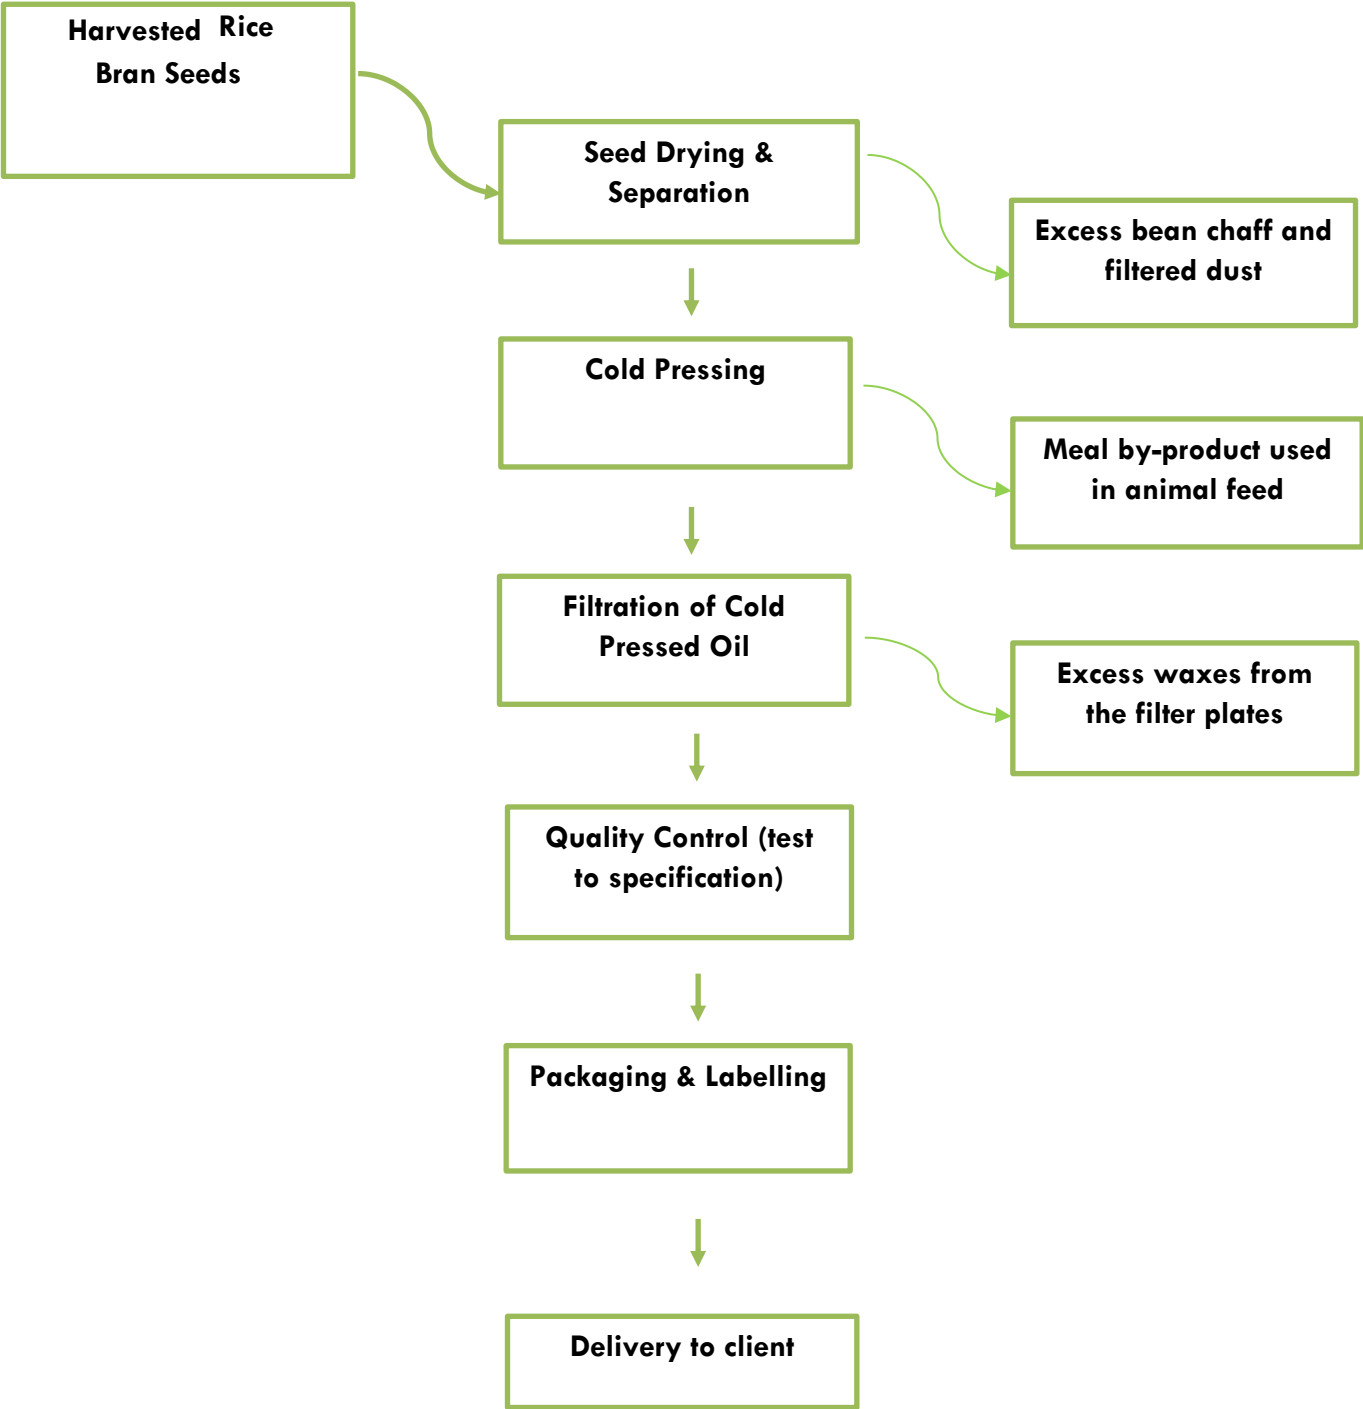 Harvested Rice
Bran Seeds
Seed Drying &
Separation
Excess bean chaff and
filtered dust
Cold Pressing
Meal by-product used
in animal feed
Filtration of Cold
Pressed Oil
Excess waxes from
the filter plates
Quality Control (test
to specification)
Packaging & Labelling
Delivery to client